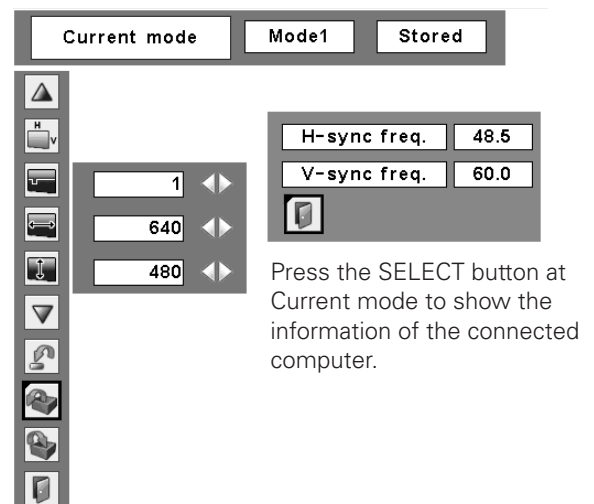 Current mode Mode1 Stored
H
V
H-sync freq. 48.5
V-sync freq. 60.0
1
640
480
Press the SELECT button at
Current mode to show the
information of the connected
computer.